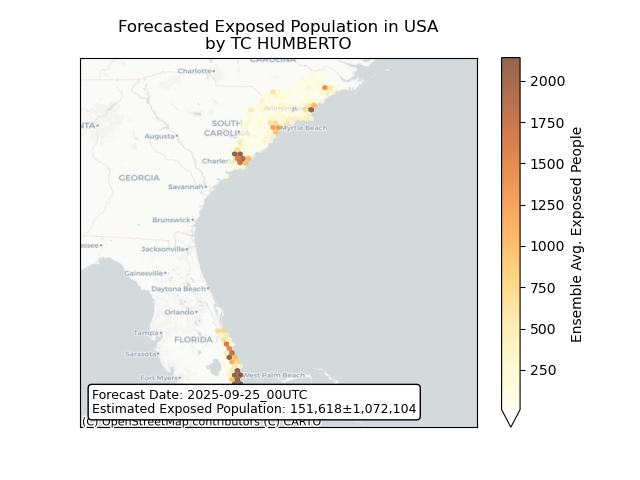 Forecasted Exposed Population in USA
by TC HUMBERTO
CAROLINA
Charlotte
Wilmington
NTA
SOUTH
CAROLINA
Myrtle Beach
Augusta
GEORGIA
Savannah
Brunswick
ssee
Jacksonville
Gainesville
Daytona Beach
Orlando
FLORIDA
Tampa
Sarasota
Fort Myers
West Palm Beach
Forecast Date: 2025-09-25_00UTC
Estimated Exposed Population: 151,618±1,072,104
(C) OpenStreetMap contributors (C) CARTO
2000
1750
1500
1250
1000
750
500
250
Ensemble Avg. Exposed People